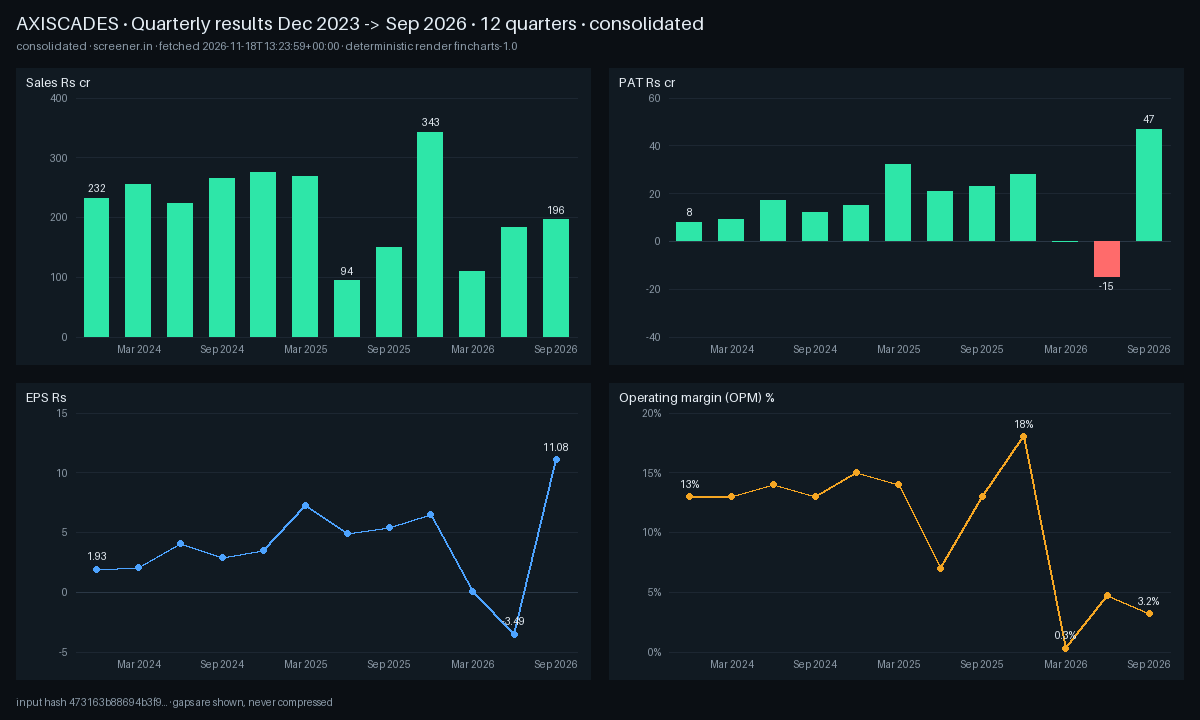 AXISCADES · Quarterly results Dec 2023 -> Sep 2026 · 12 quarters · consolidated
consolidated · screener.in · fetched 2026-11-18T13:23:59+00:00 · deterministic render fincharts-1.0
Sales Rs cr
400
300
200
100
0
232
94
343
196
Mar 2024
Sep 2024
Mar 2025
Sep 2025
Mar 2026
Sep 2026
PAT Rs cr
60
40
20
0
-20
-40
8
-15
47
Mar 2024
Sep 2024
Mar 2025
Sep 2025
Mar 2026
Sep 2026
EPS Rs
15
10
5
0
-5
1.93
-3.49
11.08
Mar 2024
Sep 2024
Mar 2025
Sep 2025
Mar 2026
Sep 2026
Operating margin (OPM) %
20%
15%
10%
5%
0%
13%
18%
0.3%
3.2%
Mar 2024
Sep 2024
Mar 2025
Sep 2025
Mar 2026
Sep 2026
input hash 473163b88694b3f9… · gaps are shown, never compressed